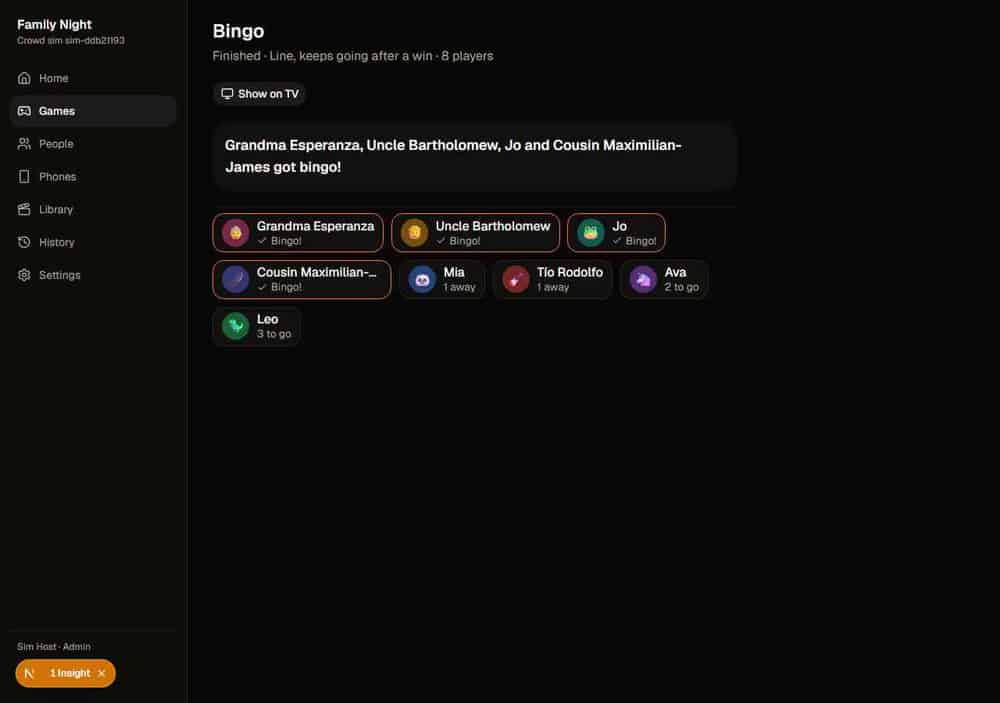 Family Night
Crowd sim sim-ddb21193
Home
Games
People
Phones
Library
History
Settings
Sim Host · Admin
1 Insight
Bingo
Finished · Line, keeps going after a win · 8 players
Show on TV
Grandma Esperanza, Uncle Bartholomew, Jo and Cousin Maximilian-
James got bingo!
Grandma Esperanza
Bingo!
Uncle Bartholomew
Bingo!
Jo
Bingo!
Cousin Maximilian-...
Bingo!
Mia
1 away
Tío Rodolfo
1 away
Ava
2 to go
Leo
3 to go